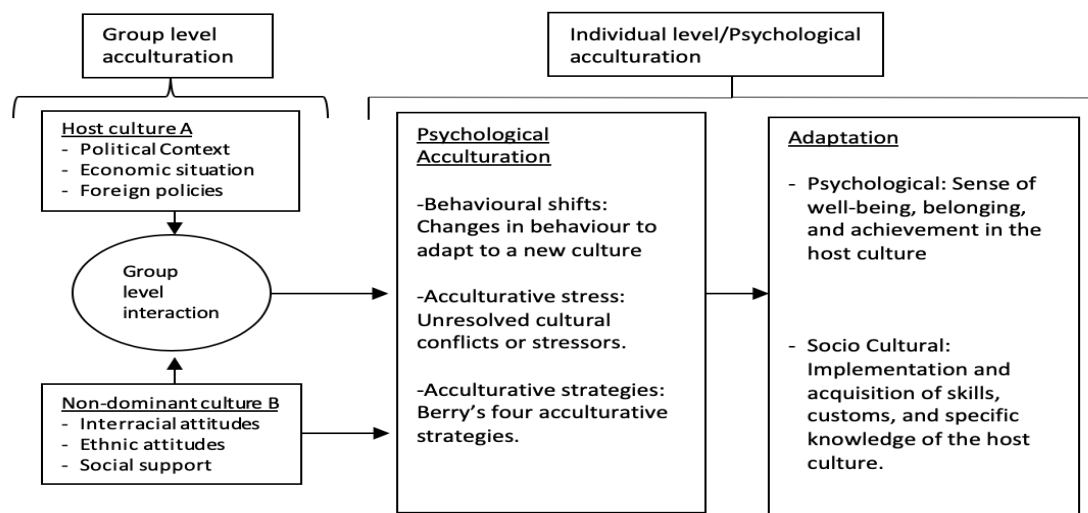 Group level
acculturation
Individual level/Psychological
acculturation
Host culture A
- Political Context
- Economic situation
- Foreign policies
Group
level
interaction
Non-dominant culture B
- Interracial attitudes
- Ethnic attitudes
- Social support
Psychological
Acculturation
-Behavioural shifts:
Changes in behaviour to
adapt to a new culture
-Acculturative stress:
Unresolved cultural
conflicts or stressors.
-Acculturative strategies:
Berry’s four acculturative
strategies.
Adaptation
- Psychological: Sense of
well-being, belonging,
and achievement in the
host culture
- Socio Cultural:
Implementation and
acquisition of skills,
customs, and specific
knowledge of the host
culture.